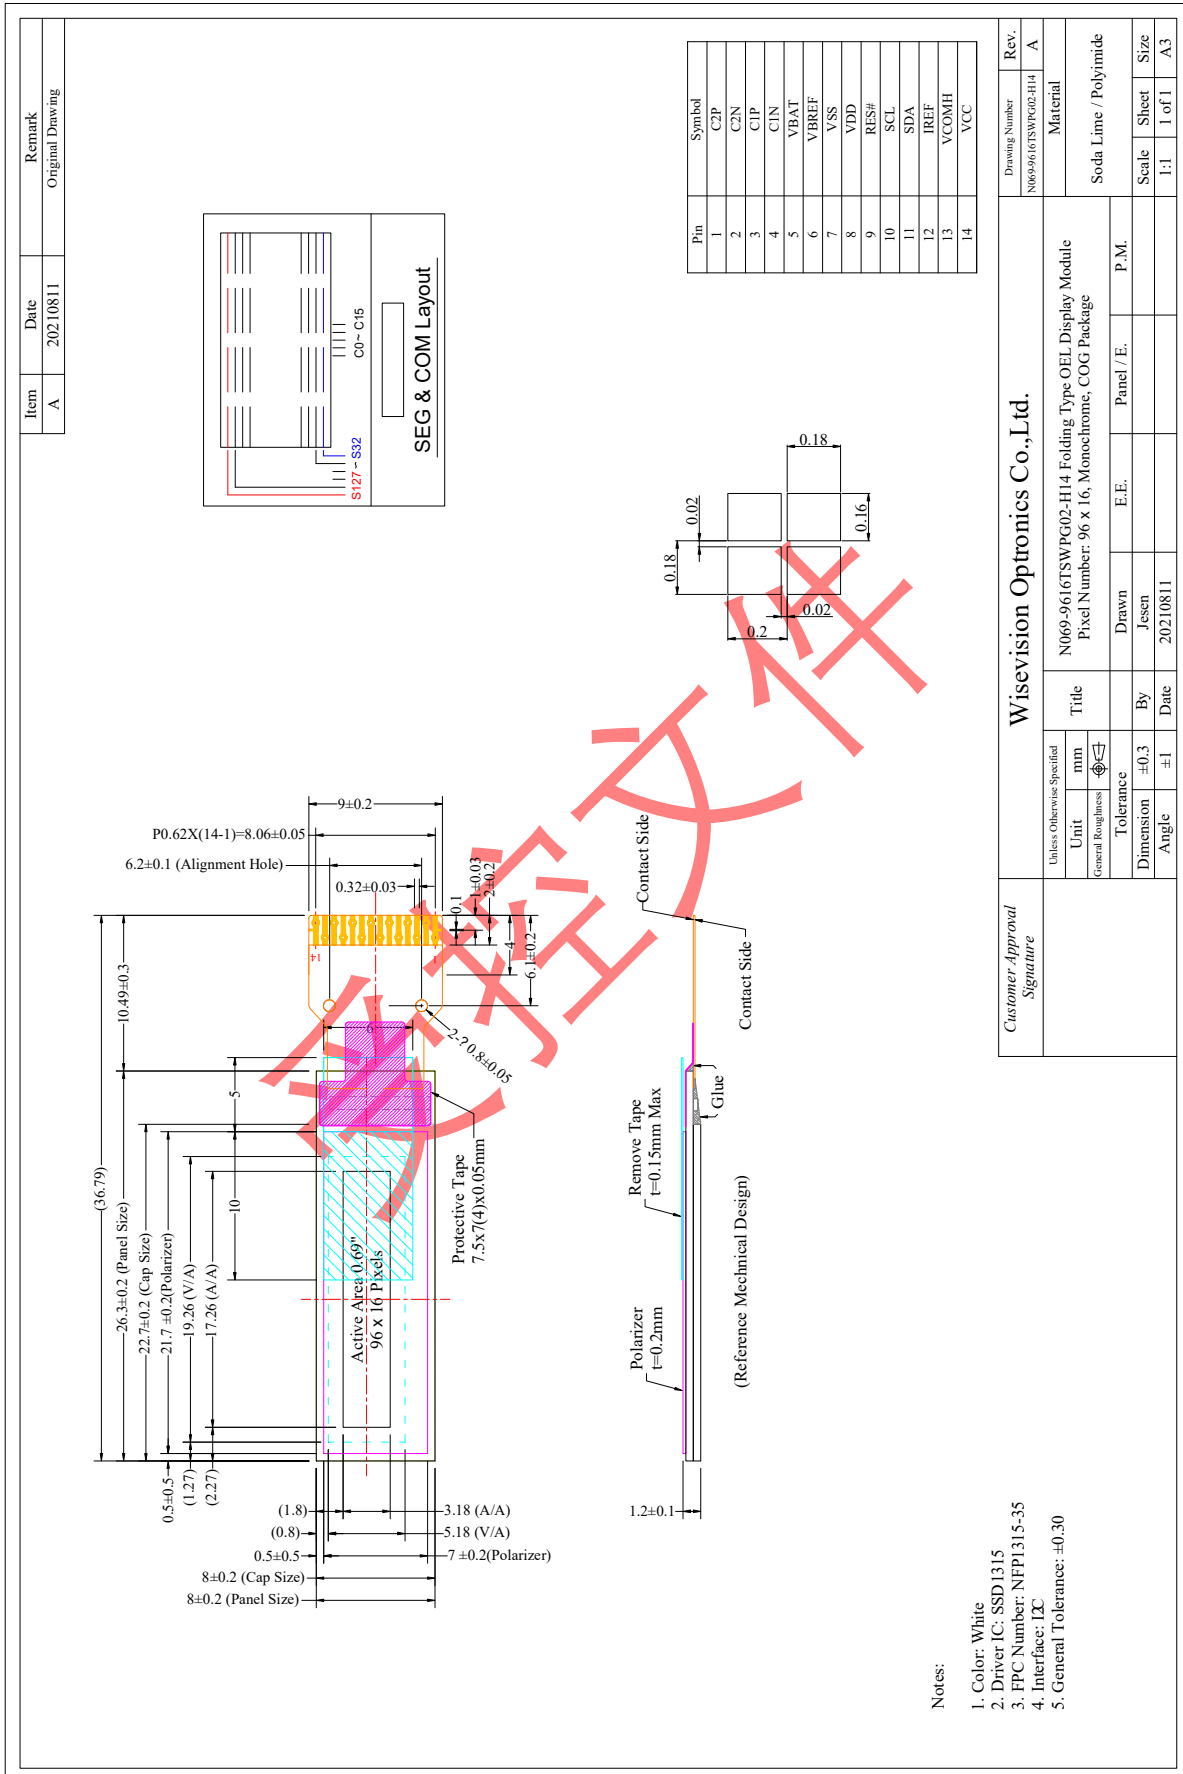 Item Date Remark
A 20210811 Original Drawing
S127 ~ S32
C0~ C15
SEG & COM Layout
Pin Symbol
1 C2P
2 C2N
3 C1P
4 C1N
5 VBAT
6 VBREF
7 VSS
8 VDD
9 RES#
10 SCL
11 SDA
12 IREF
13 VCOMH
14 VCC
(36.79)
26.3±0.2 (Panel Size)
10.49±0.3
22.7±0.2 (Cap Size)
21.7 ±0.2(Polarizer)
19.26 (V/A)
17.26 (A/A)
10
5
0.5±0.5
(1.27)
(2.27)
(1.8)
(0.8)
0.5±0.5
8±0.2 (Cap Size)
8±0.2 (Panel Size)
3.18 (A/A)
5.18 (V/A)
7 ±0.2(Polarizer)
Active Area 0.69"
96 x 16 Pixels
9±0.2
P0.62X(14-1)=8.06±0.05
6.2±0.1 (Alignment Hole)
0.32±0.03
14
1
6
0.1
1±0.03
2±0.2
4
6.1±0.2
2-?0.8±0.05
Protective Tape
7.5x7(4)x0.05mm
0.18
0.02
0.18
0.16
0.02
0.2
Contact Side
Contact Side
Glue
Remove Tape
t=0.15mm Max
Polarizer
t=0.2mm
1.2±0.1
(Reference Mechnical Design)
Notes:
1. Color: White
2. Driver IC: SSD1315
3. FPC Number: NFP1315-35
4. Interface: I2C
5. General Tolerance: ±0.30
Customer Approval
Signature
Wisevision Optronics Co.,Ltd.
Drawing Number Rev.
N069-9616TSWPG02-H14 A
Unless Otherwise Specified
Unit mm
General Roughness
Tolerance
Dimension ±0.3
Angle ±1
Title
N069-9616TSWPG02-H14 Folding Type OEL Display Module
Pixel Number: 96 x 16, Monochrome, COG Package
Material
Soda Lime / Polyimide
Drawn E.E. Panel / E. P.M.
By Jesen
Date 20210811
Scale Sheet Size
1:1 1 of 1 A3
受控文件